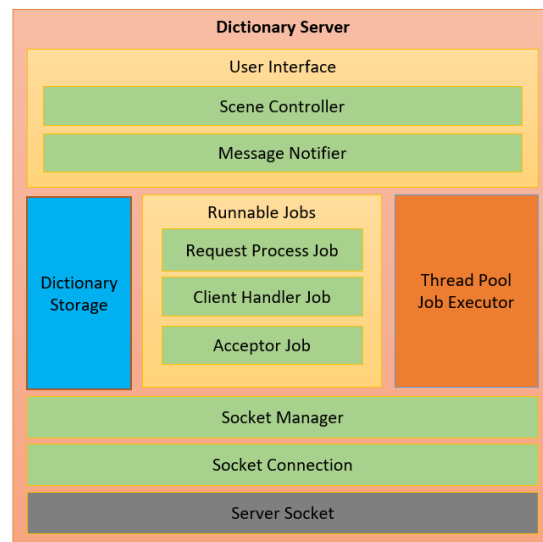 Dictionary Server
User Interface
Scene Controller
Message Notifier
Dictionary
Storage
Runnable Jobs
Request Process Job
Client Handler Job
Acceptor Job
Thread Pool
Job Executor
Socket Manager
Socket Connection
Server Socket